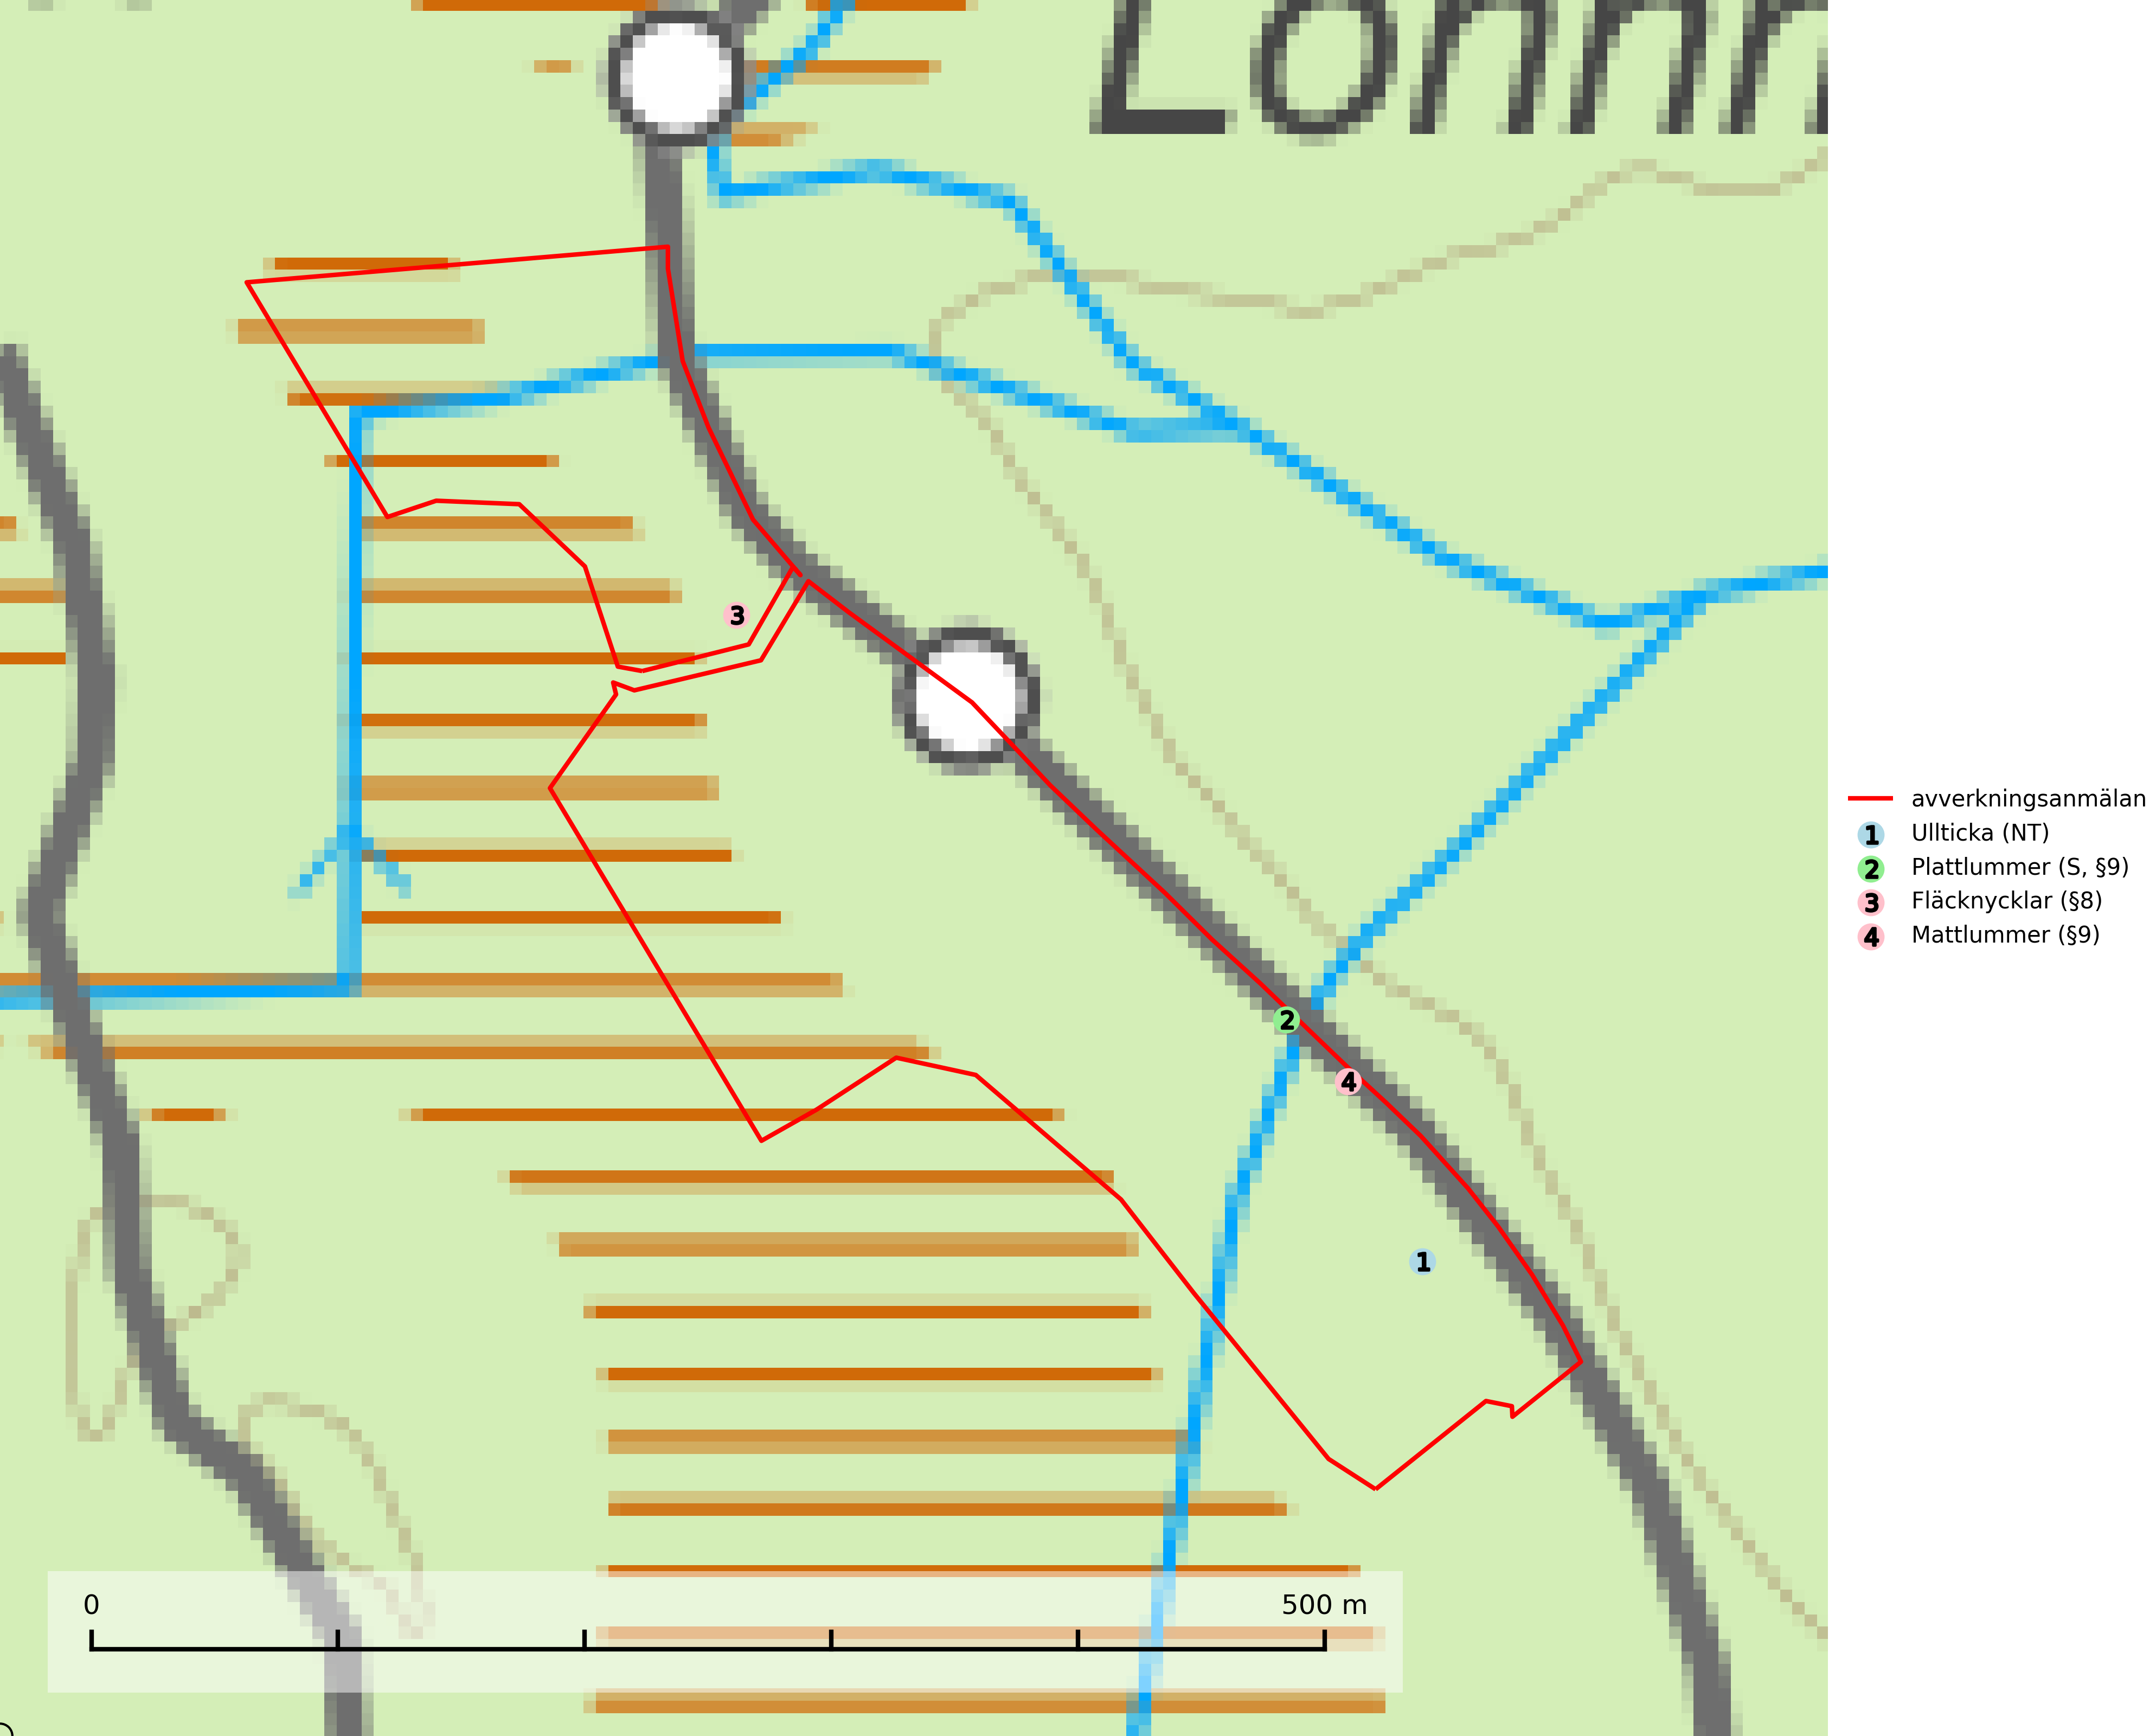 3
2
4
1
0 500 m
avverkningsanmälan
1 Ullticka (NT)
2 Plattlummer (S, §9)
3 Fläcknycklar (§8)
4 Mattlummer (§9)